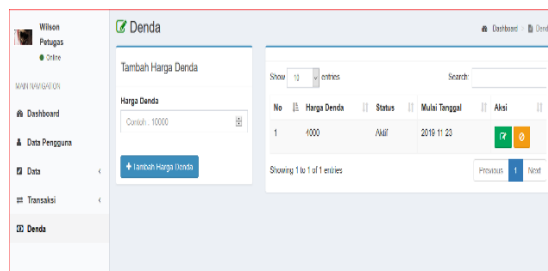 Wilson
Petugas
Online
MAIN NAVIGATION
Dashboard
Data Pengguna
Data
Transaksi
Denda
Denda
Dashboard
Tambah Harga Denda
Harga Denda
Contoh : 10000
+ Tambah Harga Denda
Show 10 entries
Search:
No Harga Denda Status Mulai Tanggal Aksi
1 4000 Aktif 2019-11-23
Showing 1 to 1 of 1 entries
Previous 1 Next